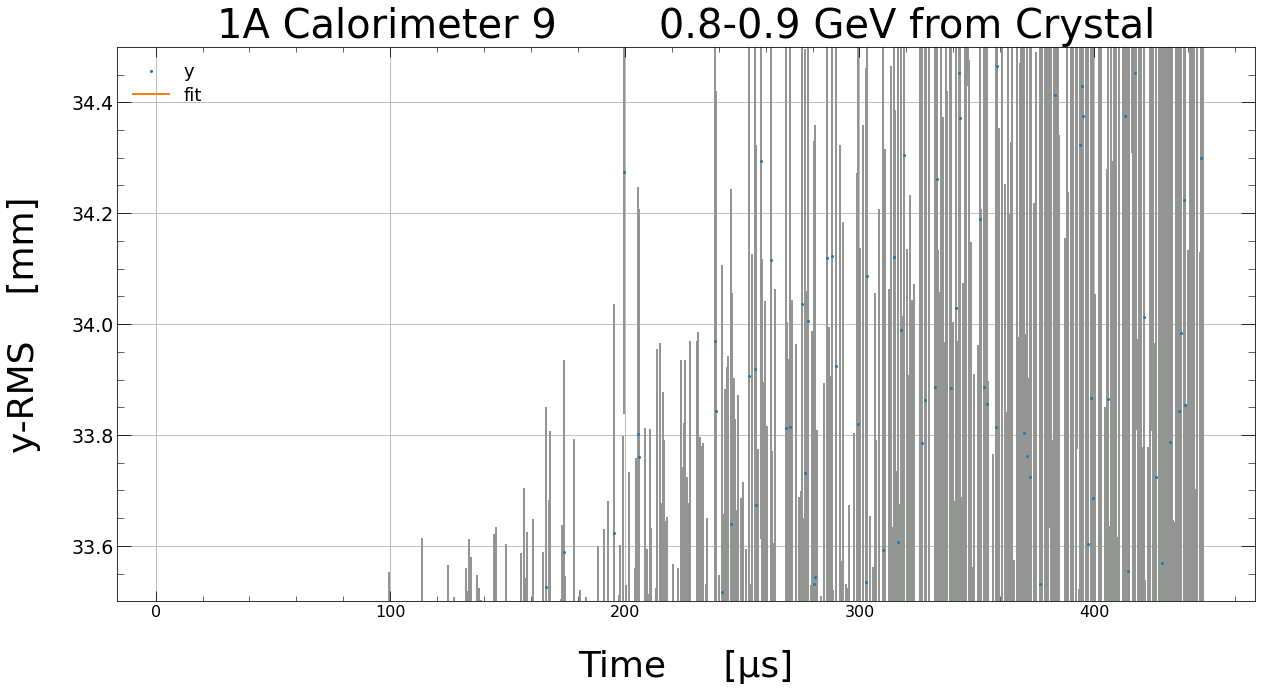 1A Calorimeter 9 0.8-0.9 GeV from Crystal
y
fit
34.4
34.2
34.0
33.8
33.6
y-RMS [mm]
0 100 200 300 400
Time [μs]